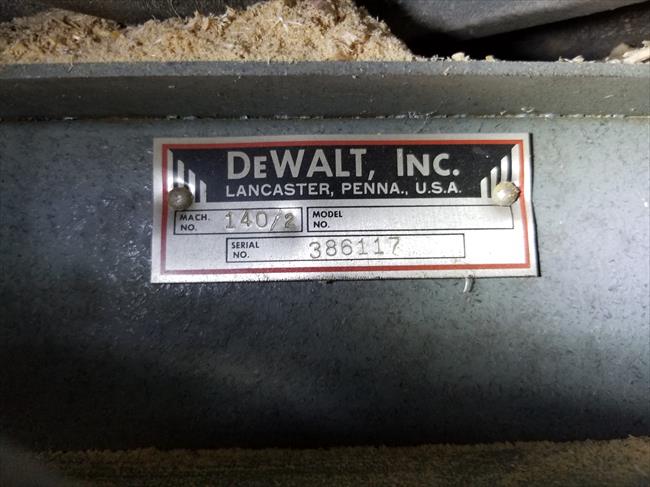 DEWALT, INC.
LANCASTER, PENNA., U.S.A.
MACH. NO. 140/2 MODEL NO.
SERIAL NO. 386117